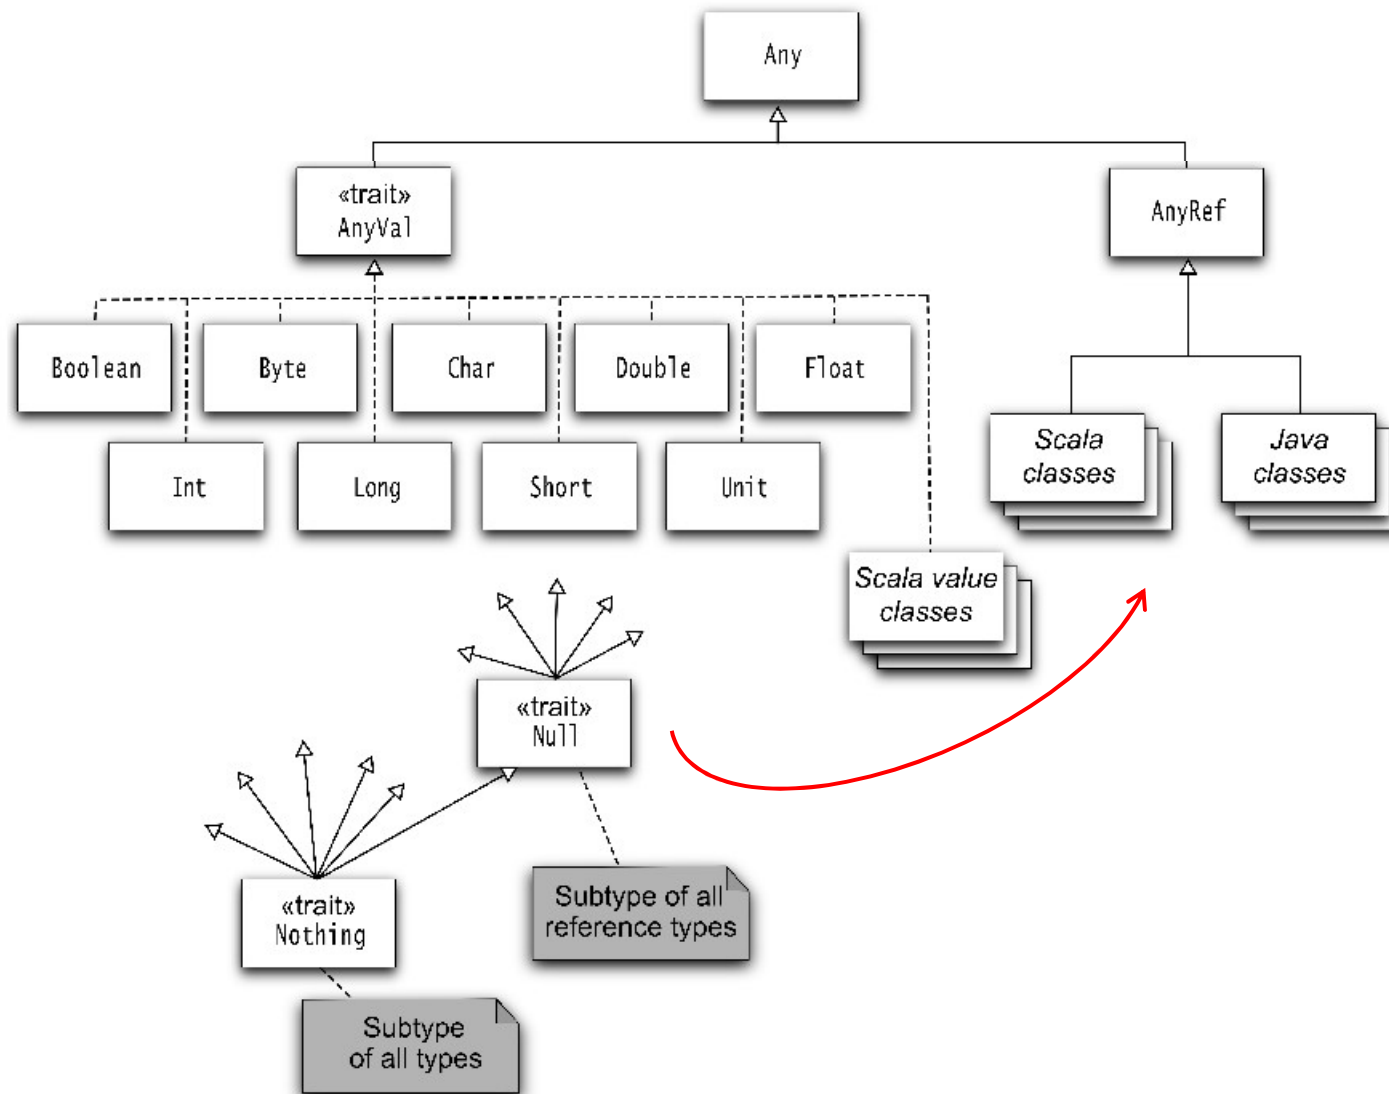 Any
«trait»
AnyVal
AnyRef
Boolean
Byte
Char
Double
Float
Int
Long
Short
Unit
Scala
classes
Java
classes
Scala value
classes
«trait»
Null
«trait»
Nothing
Subtype of all
reference types
Subtype
of all types